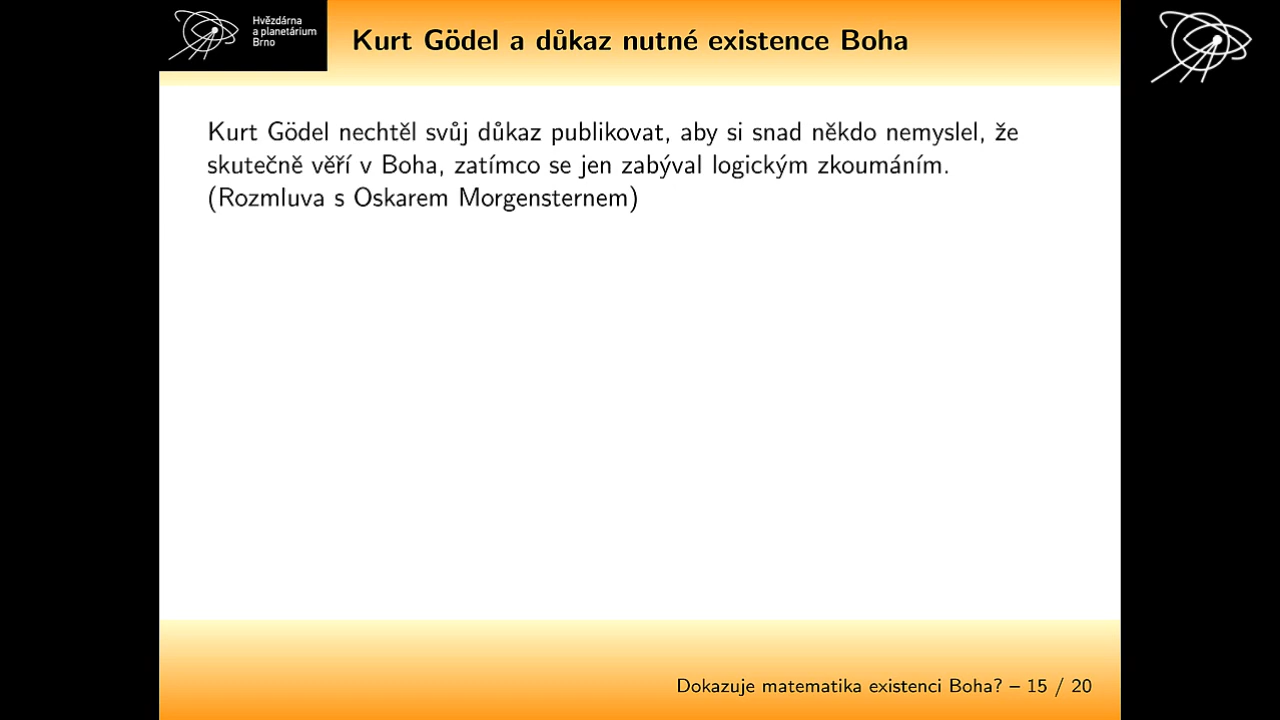 Hvězdárna
a planetárium
Brno
Kurt Gödel a důkaz nutné existence Boha
Kurt Gödel nechtěl svůj důkaz publikovat, aby si snad někdo nemyslel, že
skutečně věří v Boha, zatímco se jen zabýval logickým zkoumáním.
(Rozmluva s Oskarem Morgensternem)
Dokazuje matematika existenci Boha? – 15 / 20